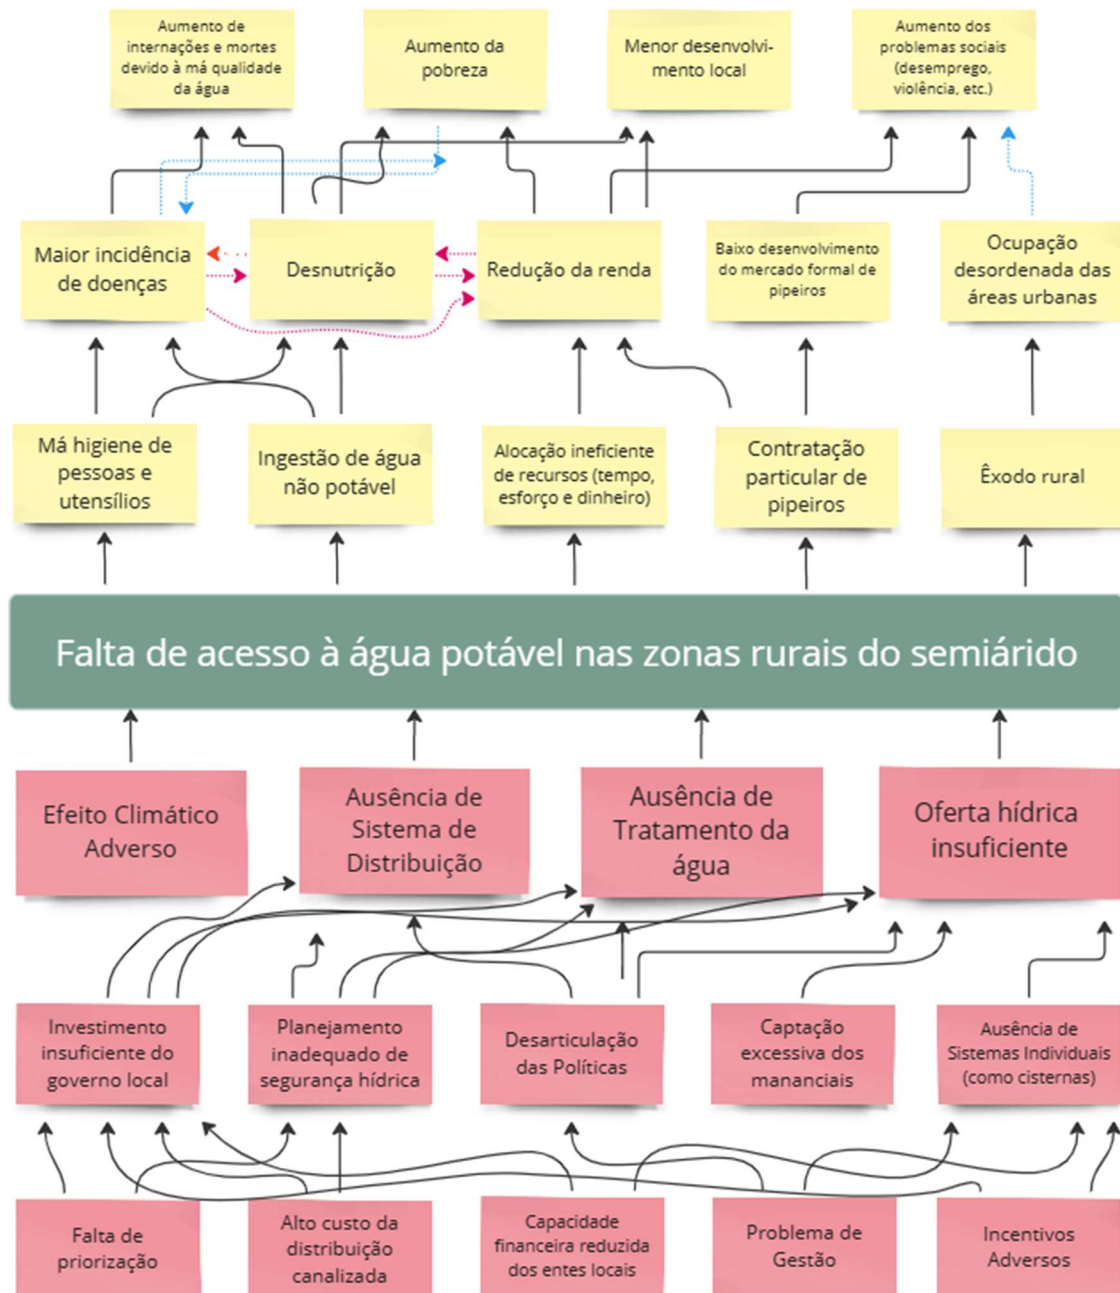 Aumento de
internações e mortes
devido à má qualidade
da água
Aumento da
pobreza
Menor desenvolvi-
mento local
Aumento dos
problemas sociais
(desemprego,
violência, etc.)
Maior incidência
de doenças
Desnutrição
Redução da renda
Baixo desenvolvimento
do mercado formal de
pipeiros
Ocupação
desordenada das
áreas urbanas
Má higiene de
pessoas e
utensílios
Ingestão de água
não potável
Alocação ineficiente
de recursos (tempo,
esforço e dinheiro)
Contratação
particular de
pipeiros
Êxodo rural
Falta de acesso à água potável nas zonas rurais do semiárido
Efeito Climático
Adverso
Ausência de
Sistema de
Distribuição
Ausência de
Tratamento da
água
Oferta hídrica
insuficiente
Investimento
insuficiente do
governo local
Planejamento
inadequado de
segurança hídrica
Desarticulação
das Políticas
Captação
excessiva dos
mananciais
Ausência de
Sistemas Individuais
(como cisternas)
Falta de
priorização
Alto custo da
distribuição
canalizada
Capacidade
financeira reduzida
dos entes locais
Problema de
Gestão
Incentivos
Adversos